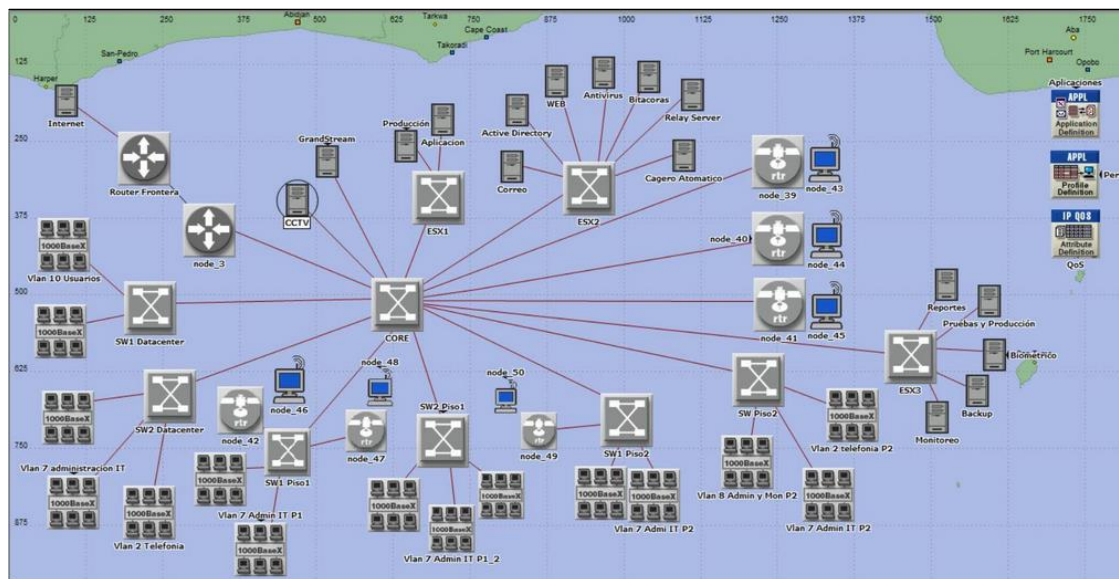 0 125 250 375 500 625 750 875 1000 1125 1250 1375 1500 1625 1750
Abidjan
Tarkwa
Cape Coast
Takoradi
San-Pedro
Harper
Aba
Port Harcourt
Opobo
125
250
375
500
625
750
875
Internet
Router Frontera
node_3
GrandStream
CCTV
Producción
Aplicacion
ESX1
Active Directory
WEB
Antivirus
Bitacoras
Relay Server
Correo
Cagero Atomatico
ESX2
node_39
node_43
node_40
node_44
node_41
node_45
Aplicaciones
APPL
Application
Definition
APPL
Profile
Definition
Per
IP QOS
Attribute
Definition
QoS
1000BaseX
Vlan 10 Usuarios
1000BaseX
SW1 Datacenter
CORE
Reportes
Pruebas y Producción
Biometrico
Backup
Monitoreo
ESX3
1000BaseX
SW2 Datacenter
Vlan 7 administracion IT
1000BaseX
1000BaseX
Vlan 2 Telefonia
node_46
node_42
node_48
node_47
SW1 Piso1
1000BaseX
Vlan 7 Admin IT P1
1000BaseX
SW2 Piso1
1000BaseX
1000BaseX
1000BaseX
Vlan 7 Admin IT P1_2
node_50
node_49
SW1 Piso2
1000BaseX
1000BaseX
Vlan 7 Admi IT P2
SW Piso2
1000BaseX
Vlan 2 telefonia P2
1000BaseX
Vlan 8 Admin y Mon P2
1000BaseX
Vlan 7 Admin IT P2
rtr
rtr
rtr
rtr
rtr
rtr